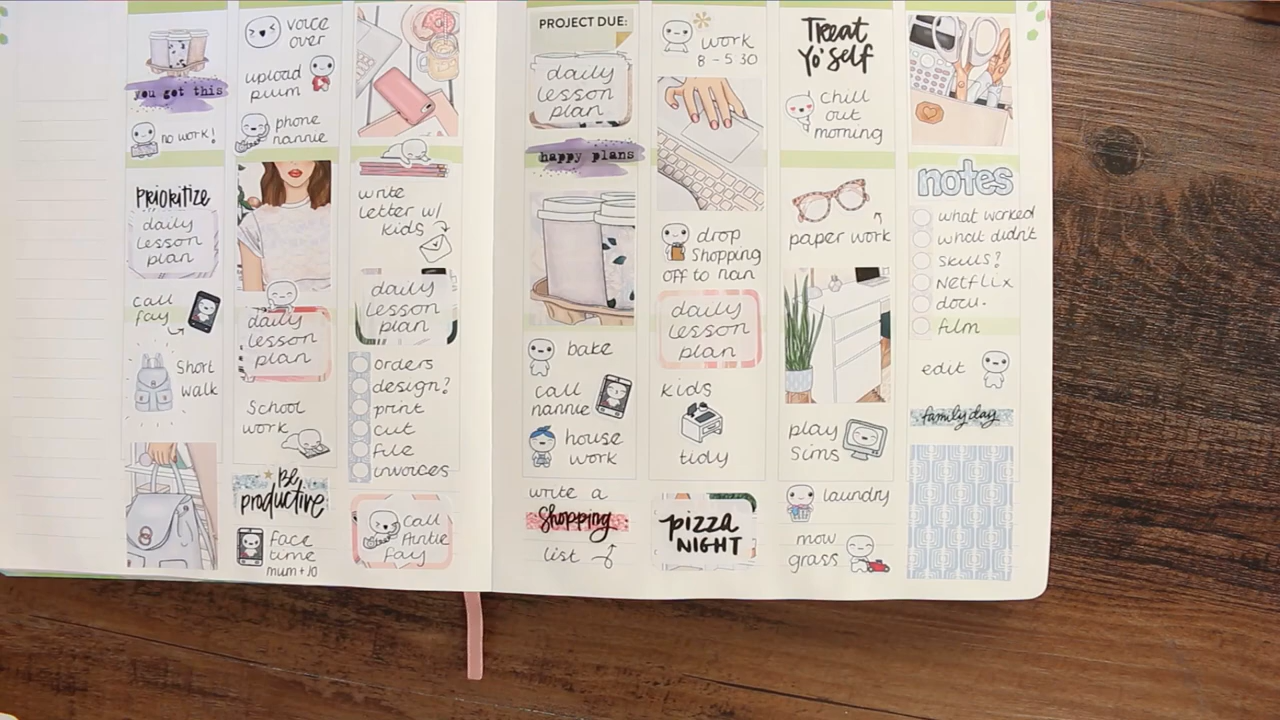 you got this
no work!
Prioritize
daily
lesson
plan
call
fay
Short
walk
voice
over
upload
plum
phone
nannie
daily
lesson
plan
School
work
Be
productive
face
time
mum + jo
write
letter w/
kids
daily
lesson
plan
orders
design?
print
cut
file
invoices
Call
Auntie
Fay
PROJECT DUE:
daily
lesson
plan
happy plans
bake
call
nannie
house
work
write a
Shopping
list
work
8 - 5 30
drop
Shopping
OFF to nan
daily
lesson
plan
kids
tidy
pizza
NIGHT
Treat
Yo' Self
chill
out
morning
paper work
play
sims
laundry
mow
grass
notes
what worked
what didn't
skills?
Netflix
docu.
film
edit
family day